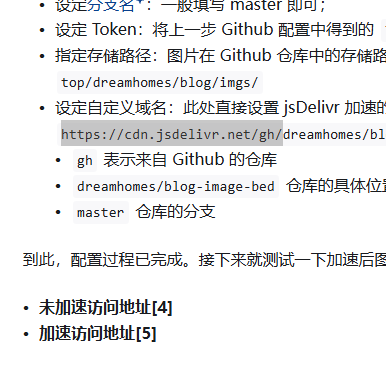 设定分支名：一般填写 master 即可；
设定 Token：将上一步 Github 配置中得到的
指定存储路径：图片在 Github 仓库中的存储路
top/dreamhomes/blog/imgs/
设定自定义域名：此处直接设置 jsDelivr 加速的
https://cdn.jsdelivr.net/gh/dreamhomes/bl
gh 表示来自 Github 的仓库
dreamhomes/blog-image-bed 仓库的具体位置
master 仓库的分支
到此，配置过程已完成。接下来就测试一下加速后图
未加速访问地址[4]
加速访问地址[5]